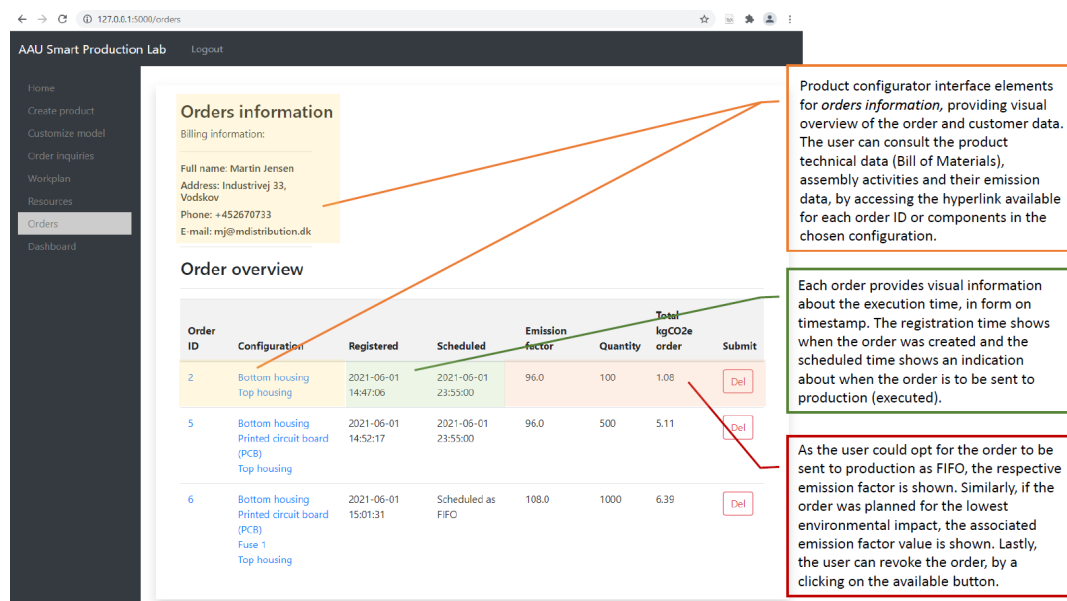 127.0.0.1:5000/orders
AAU Smart Production Lab
Logout
Home
Create product
Customize model
Order inquiries
Workplan
Resources
Orders
Dashboard
Orders information
Billing information:
Full name: Martin Jensen
Address: Industrivej 33,
Vodskov
Phone: +452670733
E-mail: mj@mdistribution.dk
Order overview
Order ID Configuration Registered Scheduled Emission factor Quantity Total kgCO2e order Submit
2 Bottom housing 2021-06-01 2021-06-01 96.0 100 1.08 Del
Top housing 14:47:06 23:55:00
5 Bottom housing 2021-06-01 2021-06-01 96.0 500 5.11 Del
Printed circuit board 14:52:17 23:55:00
(PCB)
Top housing
6 Bottom housing 2021-06-01 Scheduled as 108.0 1000 6.39 Del
Printed circuit board 15:01:31 FIFO
(PCB)
Fuse 1
Top housing
Product configurator interface elements
for orders information, providing visual
overview of the order and customer data.
The user can consult the product
technical data (Bill of Materials),
assembly activities and their emission
data, by accessing the hyperlink available
for each order ID or components in the
chosen configuration.
Each order provides visual information
about the execution time, in form on
timestamp. The registration time shows
when the order was created and the
scheduled time shows an indication
about when the order is to be sent to
production (executed).
As the user could opt for the order to be
sent to production as FIFO, the respective
emission factor is shown. Similarly, if the
order was planned for the lowest
environmental impact, the associated
emission factor value is shown. Lastly,
the user can revoke the order, by a
clicking on the available button.